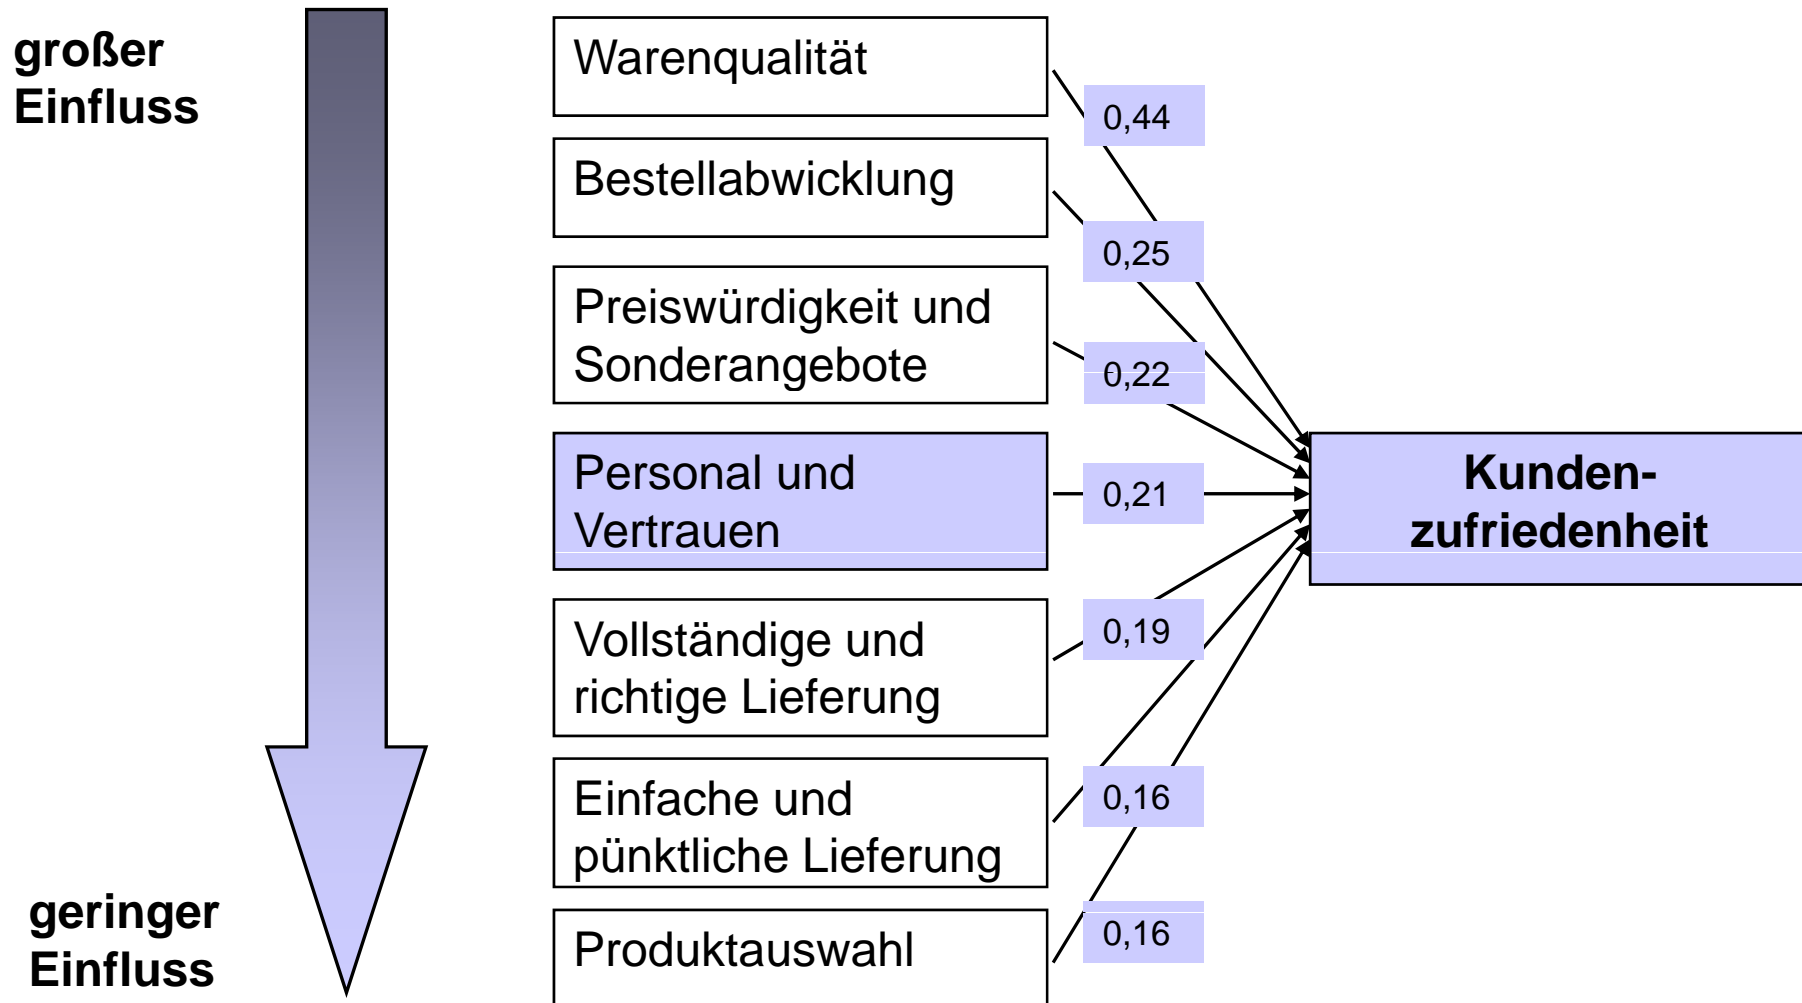 großer
Einfluss
Warenqualität
0,44
Bestellabwicklung
0,25
Preiswürdigkeit und
Sonderangebote
0,22
Personal und
Vertrauen
0,21
Kunden-
zufriedenheit
Vollständige und
richtige Lieferung
0,19
Einfache und
pünktliche Lieferung
0,16
geringer
Einfluss
Produktauswahl
0,16